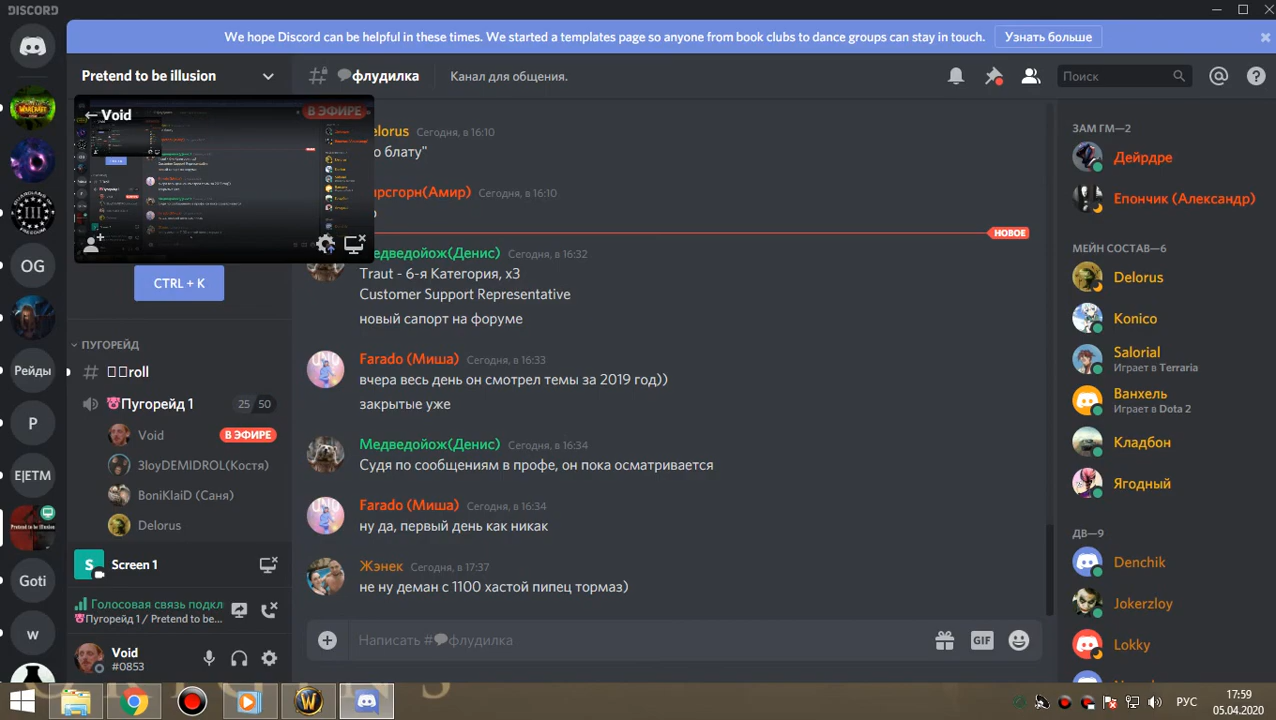 DISCORD
We hope Discord can be helpful in these times. We started a templates page so anyone from book clubs to dance groups can stay in touch.
Узнать больше
Pretend to be illusion
флудилка
Канал для общения.
Поиск
Void
В ЭФИРЕ
CTRL + K
ПУГОРЕЙД
roll
Пугорейд 1
25 50
Void
В ЭФИРЕ
3loyDEMIDROL(Костя)
BoniKlaiD (Саня)
Delorus
S
Screen 1
Голосовая связь подкл
Пугорейд 1 / Pretend to be...
Void
#0853
OG
Рейды
P
E|ETM
Pretend to be illusion
Goti
w
elorus Сегодня, в 16:10
о блату"
ирсгорн(Амир) Сегодня, в 16:10
НОВОЕ
едведойож(Денис) Сегодня, в 16:32
Traut - 6-я Категория, х3
Customer Support Representative
новый сапорт на форуме
Farado (Миша) Сегодня, в 16:33
вчера весь день он смотрел темы за 2019 год))
закрытые уже
Медведойож(Денис) Сегодня, в 16:34
Судя по сообщениям в профе, он пока осматривается
Farado (Миша) Сегодня, в 16:34
ну да, первый день как никак
Жэнек Сегодня, в 17:37
не ну деман с 1100 хастой пипец тормаз)
Написать #флудилка
GIF
ЗАМ ГМ—2
Дейрдре
Епончик (Александр)
МЕЙН СОСТАВ—6
Delorus
Konico
Salorial
Играет в Terraria
Ванхель
Играет в Dota 2
Кладбон
Ягодный
ДВ—9
Denchik
Jokerzloy
Lokky
РУС
17:59
05.04.2020